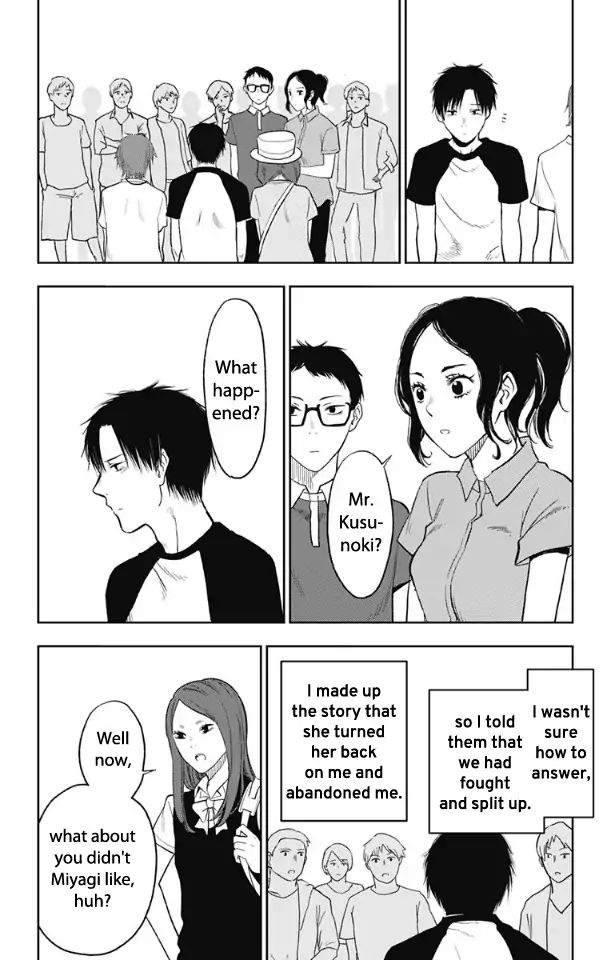 Mr.
Kusu-
noki?
What
happ-
ened?
I wasn't
sure
how to
answer,
so I told
them that
we had
fought
and split up.
I made up
the story that
she turned
her back
on me and
abandoned me.
Well
now,
what about
you didn't
Miyagi like,
huh?